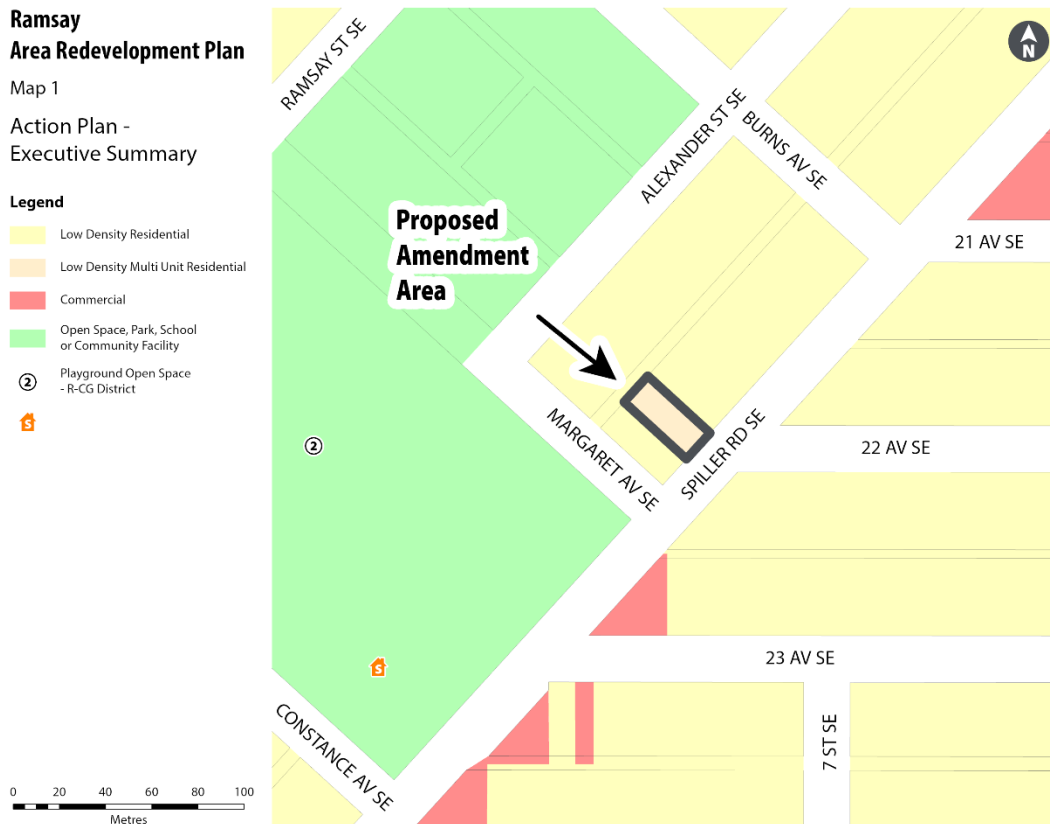 Ramsay
Area Redevelopment Plan
Map 1
Action Plan -
Executive Summary
Legend
Low Density Residential
Low Density Multi Unit Residential
Commercial
Open Space, Park, School
or Community Facility
2
Playground Open Space
- R-CG District
S
0 20 40 60 80 100
Metres
N
RAMSAY ST SE
ALEXANDER ST SE
BURNS AV SE
21 AV SE
Proposed
Amendment
Area
MARGARET AV SE
SPILLER RD SE
22 AV SE
2
23 AV SE
S
CONSTANCE AV SE
7 ST SE